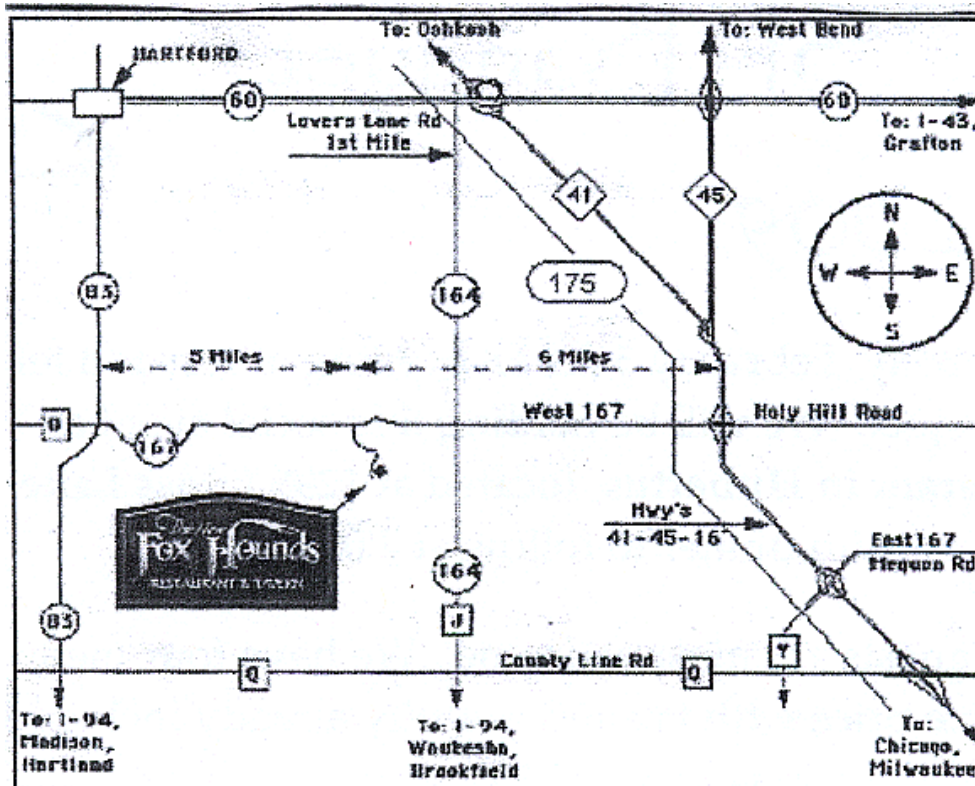 To: Oshkosh
To: West Bend
HARTFORD
60
60
Lovers Lane Rd
1st Mile
To: I-43,
Grafton
41
45
N
W E
S
83
164
175
5 Miles
6 Miles
West 167
Holy Hill Road
167
Fox Hounds
RESTAURANT & TAVERN
Hwy's
41-45-16
East 167
Mequon Rd
164
J
83
Y
County Line Rd
Q
Q
To: I-94,
Madison,
Hartland
To: I-94,
Waukesha,
Brookfield
To:
Chicago,
Milwaukee